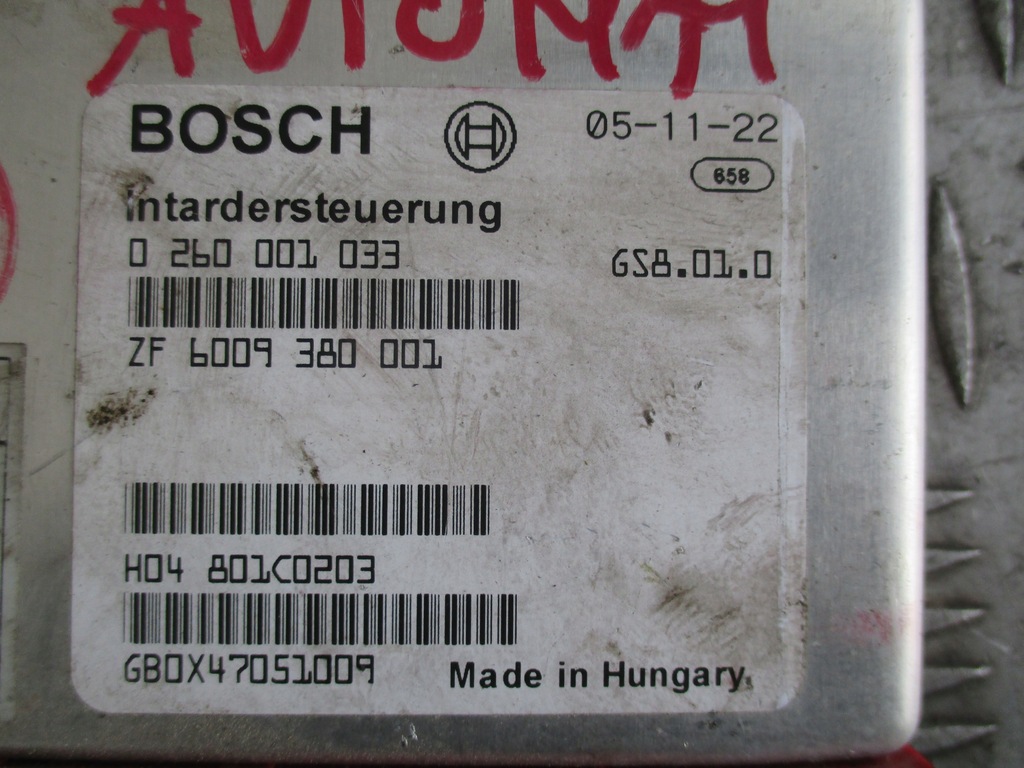 AUTOMAT
BOSCH
05-11-22
658
Intardersteuerung
0 260 001 033
GS8.01.0
ZF 6009 380 001
H04 801C0203
GB0X47051009
Made in Hungary